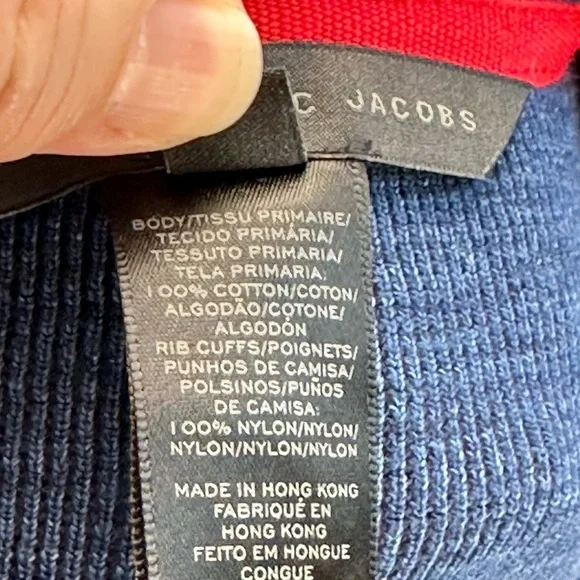 C JACOBS
BODY/TISSU PRIMAIRE/
TECIDO PRIMÁRIA/
TESSUTO PRIMARIA/
TELA PRIMARIA:
100% COTTON/COTON/
ALGODÃO/COTONE/
ALGODÓN
RIB CUFFS/POIGNETS/
PUNHOS DE CAMISA/
POLSINOS/PUÑOS
DE CAMISA:
100% NYLON/NYLON/
NYLON/NYLON/NYLON
MADE IN HONG KONG
FABRIQUÉ EN
HONG KONG
FEITO EM HONGUE
CONGUE